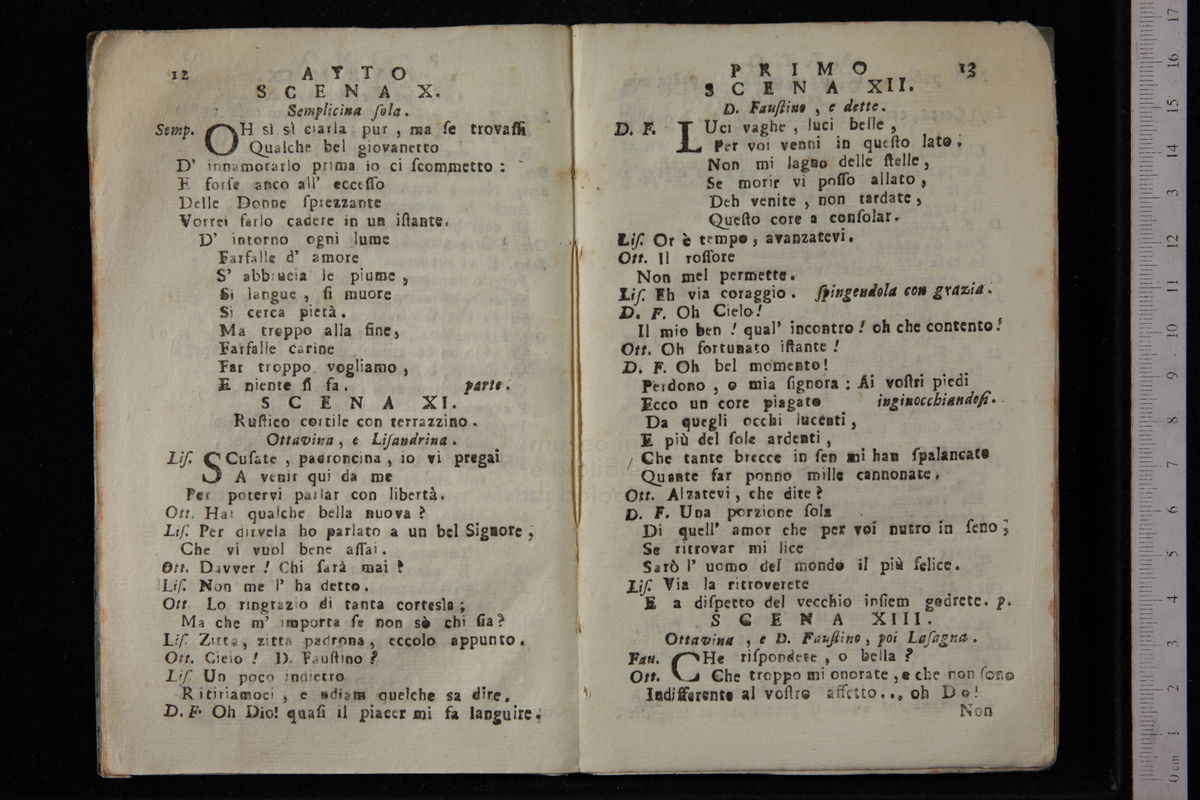 12
ATTO
SCENA X.
Semplicina ſola.
Semp. OH sì sì ciarla pur, ma ſe trovaſſi
Qualche bel giovanetto
D' innamorarlo prima io ci ſcommetto:
E forſe anco all' ecceſſo
Delle Donne ſprezzante
Vorrei farlo cadere in un iſtante.
D' intorno ogni lume
Farfalle d' amore
S' abbrucia le piume,
Si langue, ſi muore
Si cerca pietà.
Ma troppo alla fine,
Farfalle carine
Far troppo vogliamo,
E niente ſi fa. parte.
SCENA XI.
Ruſtico cortile con terrazzino.
Ottavina, e Liſandrina.
Liſ. SCuſate, padroncina, io vi pregai
A venir qui da me
Per potervi parlar con libertà.
Ott. Hai qualche bella nuova?
Liſ. Per dirvela ho parlato a un bel Signore,
Che vi vuol bene aſſai.
Ott. Davver! Chi ſarà mai?
Liſ. Non me l' ha detto.
Ott Lo ringrazio di tanta cortesìa;
Ma che m' importa ſe non sò chi ſia?
Liſ. Zitta, zitta padrona, eccolo appunto.
Ott. Cielo! D. Fauſtino?
Liſ Un poco indietro
Ritiriamoci, e udiam quelche sa dire.
D. F. Oh Dio! quaſi il piacer mi fa languire.
PRIMO
13
SCENA XII.
D. Fauſtino, e dette.
D. F. LUci vaghe, luci belle,
Per voi venni in queſto lato.
Non mi lagno delle ſtelle,
Se morir vi poſſo allato,
Deh venite, non tardate,
Queſto core a conſolar.
Liſ. Or è tempo, avanzatevi.
Ott. Il roſſore
Non mel permette.
Liſ. Eh via coraggio. ſpingendola con grazia.
D. F. Oh Cielo!
Il mio ben! qual' incontro! oh che contento!
Ott. Oh fortunato iſtante!
D. F. Oh bel momento!
Perdono, o mia ſignora: Ai voſtri piedi
Ecco un core piagato inginocchiandoſi.
Da quegli occhi lucenti,
E più del ſole ardenti,
Che tante brecce in ſen mi han ſpalancato
Quante far ponno mille cannonate.
Ott. Alzatevi, che dite?
D. F. Una porzione ſola
Di quell' amor che per voi nutro in ſeno;
Se ritrovar mi lice
Sarò l' uomo del mondo il più felice.
Liſ. Via la ritroverete
E a diſpetto del vecchio inſiem godrete. p.
SCENA XIII.
Ottavina, e D. Fauſtino, poi Laſagna.
Fau. CHe riſpondete, o bella?
Ott. Che troppo mi onorate, e che non ſono
Indifferente al voſtro affetto... oh Do!
Non